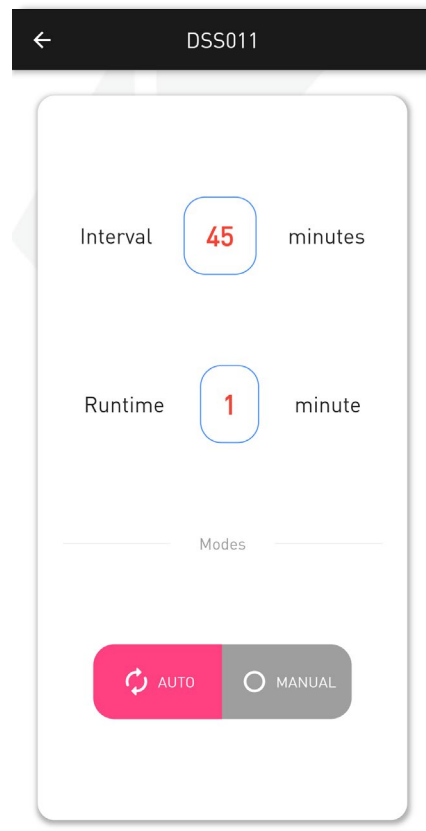 DSS011
Interval 45 minutes
Runtime 1 minute
Modes
AUTO MANUAL